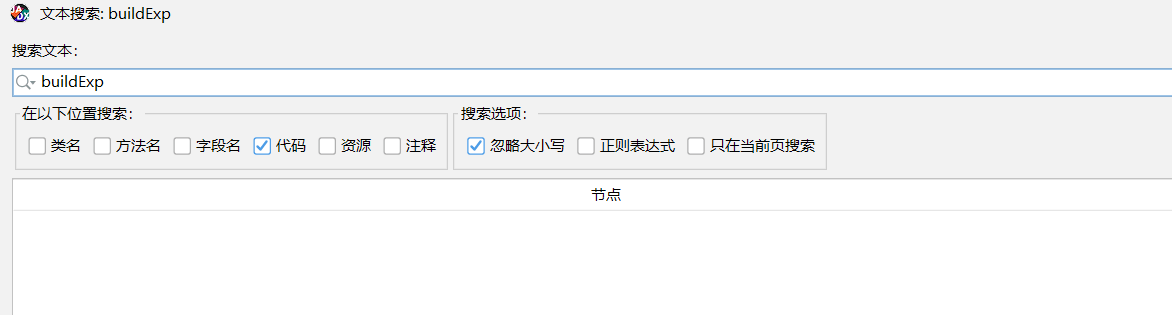 文本搜索: buildExp
搜索文本:
buildExp
在以下位置搜索: 搜索选项:
类名 方法名 字段名 代码 资源 注释 忽略大小写 正则表达式 只在当前页搜索
节点